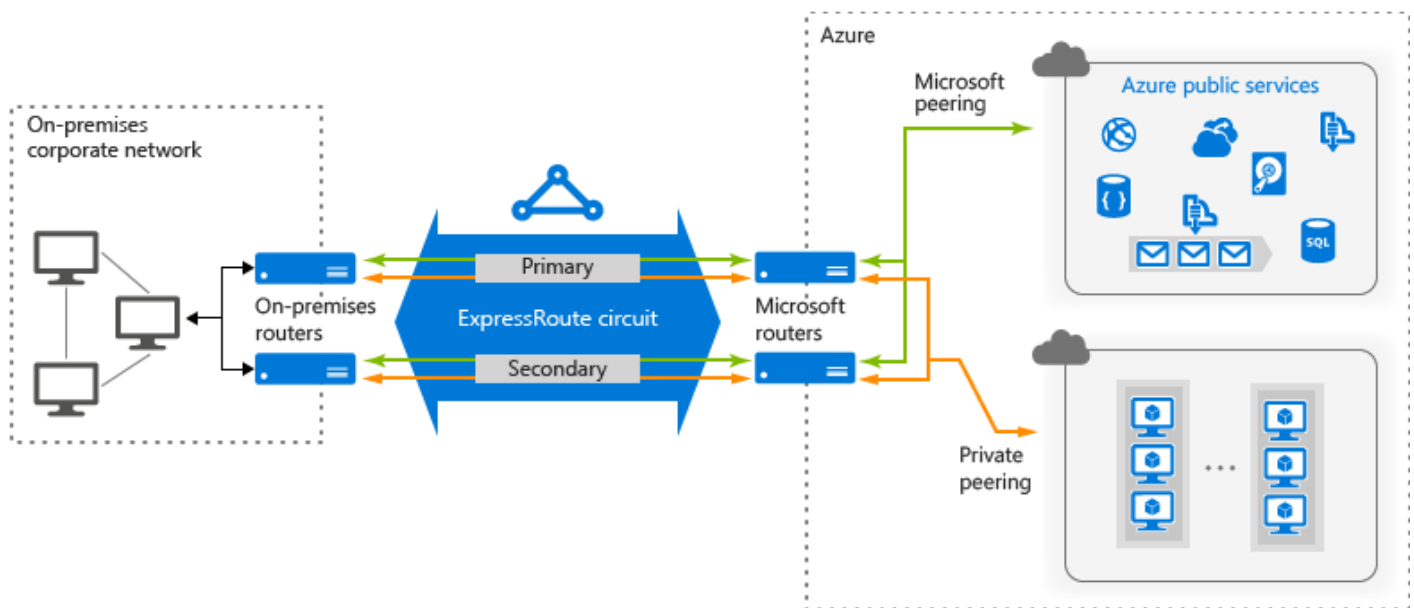 Azure
Microsoft
peering
Azure public services
On-premises
corporate network
{ }
SQL
Primary
On-premises
routers
ExpressRoute circuit
Microsoft
routers
Secondary
Private
peering
...